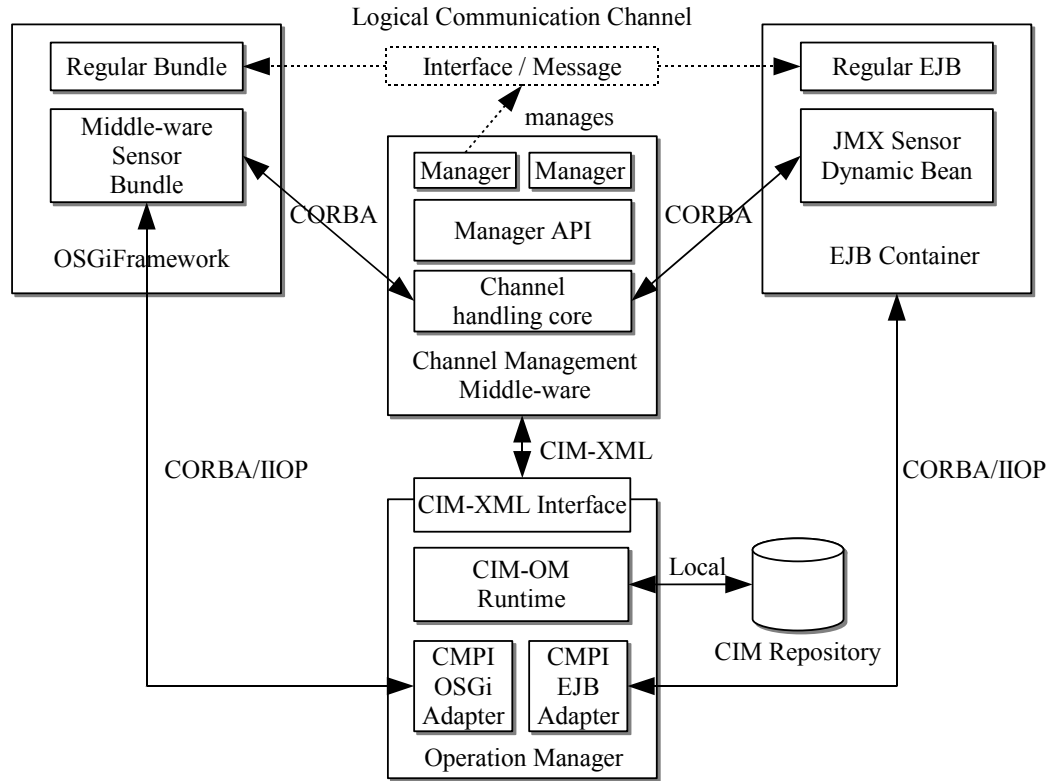 Logical Communication Channel
Regular Bundle
Interface / Message
Regular EJB
manages
Middle-ware
Sensor
Bundle
JMX Sensor
Dynamic Bean
Manager
Manager
CORBA
CORBA
Manager API
OSGiFramework
EJB Container
Channel
handling core
Channel Management
Middle-ware
CIM-XML
CORBA/IIOP
CORBA/IIOP
CIM-XML Interface
CIM-OM
Runtime
Local
CIM Repository
CMPI
OSGi
Adapter
CMPI
EJB
Adapter
Operation Manager